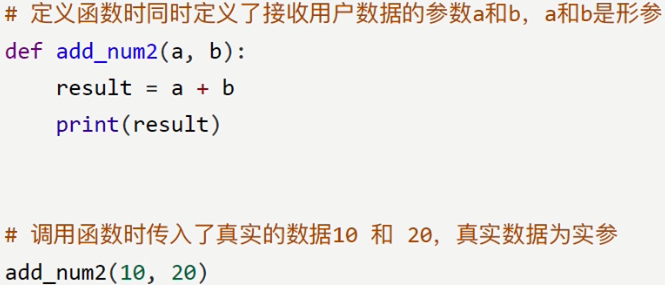 # 定义函数时同时定义了接收用户数据的参数a和b，a和b是形参
def add_num2(a, b):
    result = a + b
    print(result)
# 调用函数时传入了真实的数据10 和 20，真实数据为实参
add_num2(10, 20)